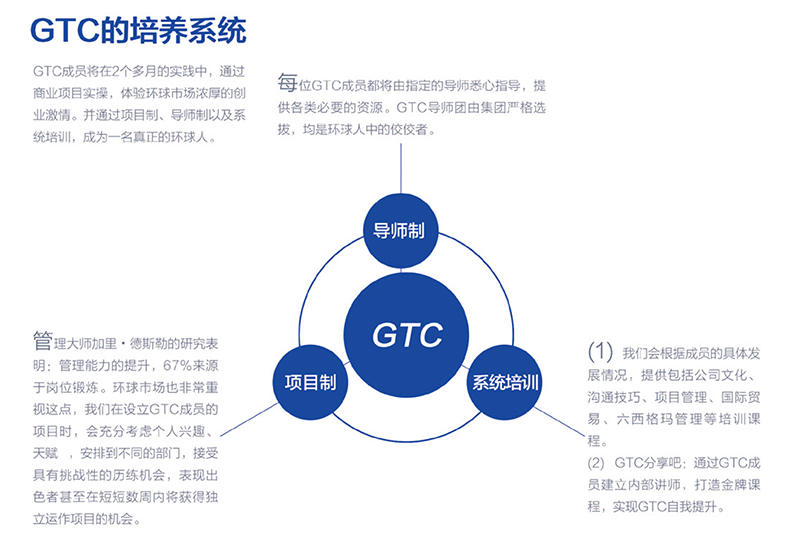 GTC的培养系统
GTC成员将在2个多月的实践中，通过
商业项目实操，体验环球市场浓厚的创
业激情。并通过项目制、导师制以及系
统培训，成为一名真正的环球人。
每位GTC成员都将由指定的导师悉心指导，提
供各类必要的资源。GTC导师团由集团严格选
拔，均是环球人中的佼佼者。
导师制
GTC
项目制
系统培训
管理大师加里·德斯勒的研究表
明：管理能力的提升，67%来源
于岗位锻炼。环球市场也非常重
视这点，我们在设立GTC成员的
项目时，会充分考虑个人兴趣、
天赋 ，安排到不同的部门，接受
具有挑战性的历练机会，表现出
色者甚至在短短数周内将获得独
立运作项目的机会。
(1) 我们会根据成员的具体发
展情况，提供包括公司文化、
沟通技巧、项目管理、国际贸
易、六西格玛管理等培训课
程。
(2) GTC分享吧：通过GTC成
员建立内部讲师，打造金牌课
程，实现GTC自我提升。